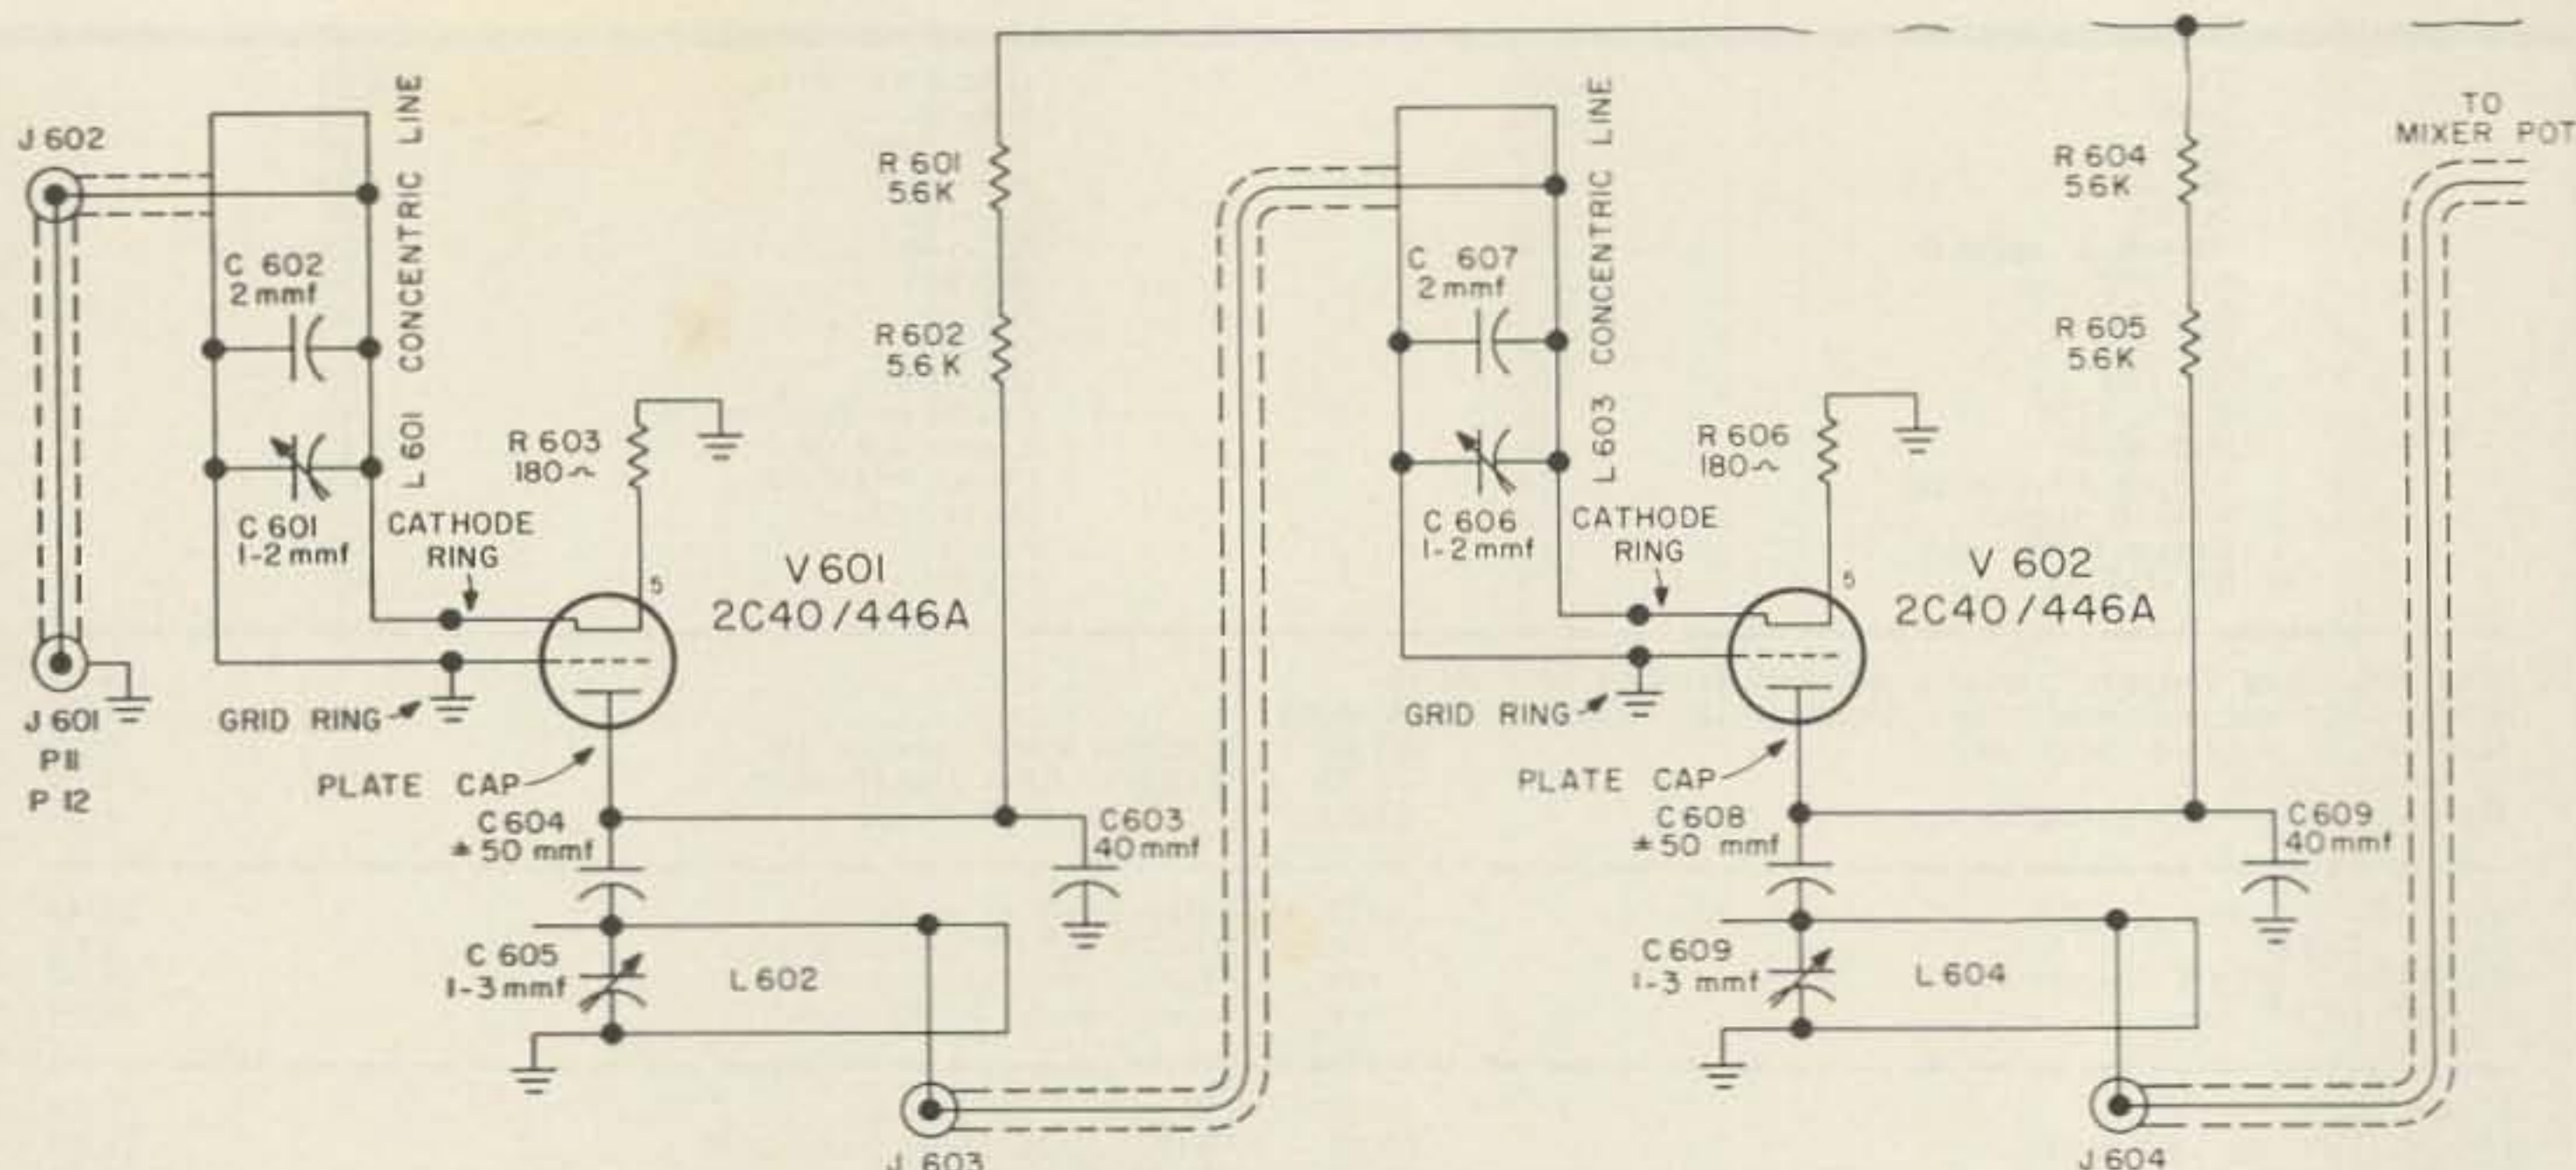 J 602
C 602
2 mmf
L 601 CONCENTRIC LINE
C 601
1-2 mmf
CATHODE
RING
R 603
180~
5
V 601
2C40/446A
GRID RING
J 601
P11
P 12
PLATE CAP
C 604
± 50 mmf
C603
40 mmf
C 605
1-3 mmf
L 602
J 603
R 601
5.6K
R 602
5.6 K
C 607
2 mmf
L 603 CONCENTRIC LINE
C 606
1-2 mmf
CATHODE
RING
R 606
180~
5
V 602
2C40/446A
GRID RING
PLATE CAP
C 608
± 50 mmf
C 609
40 mmf
C 609
1-3 mmf
L 604
J 604
R 604
5.6K
R 605
5.6K
TO
MIXER POT